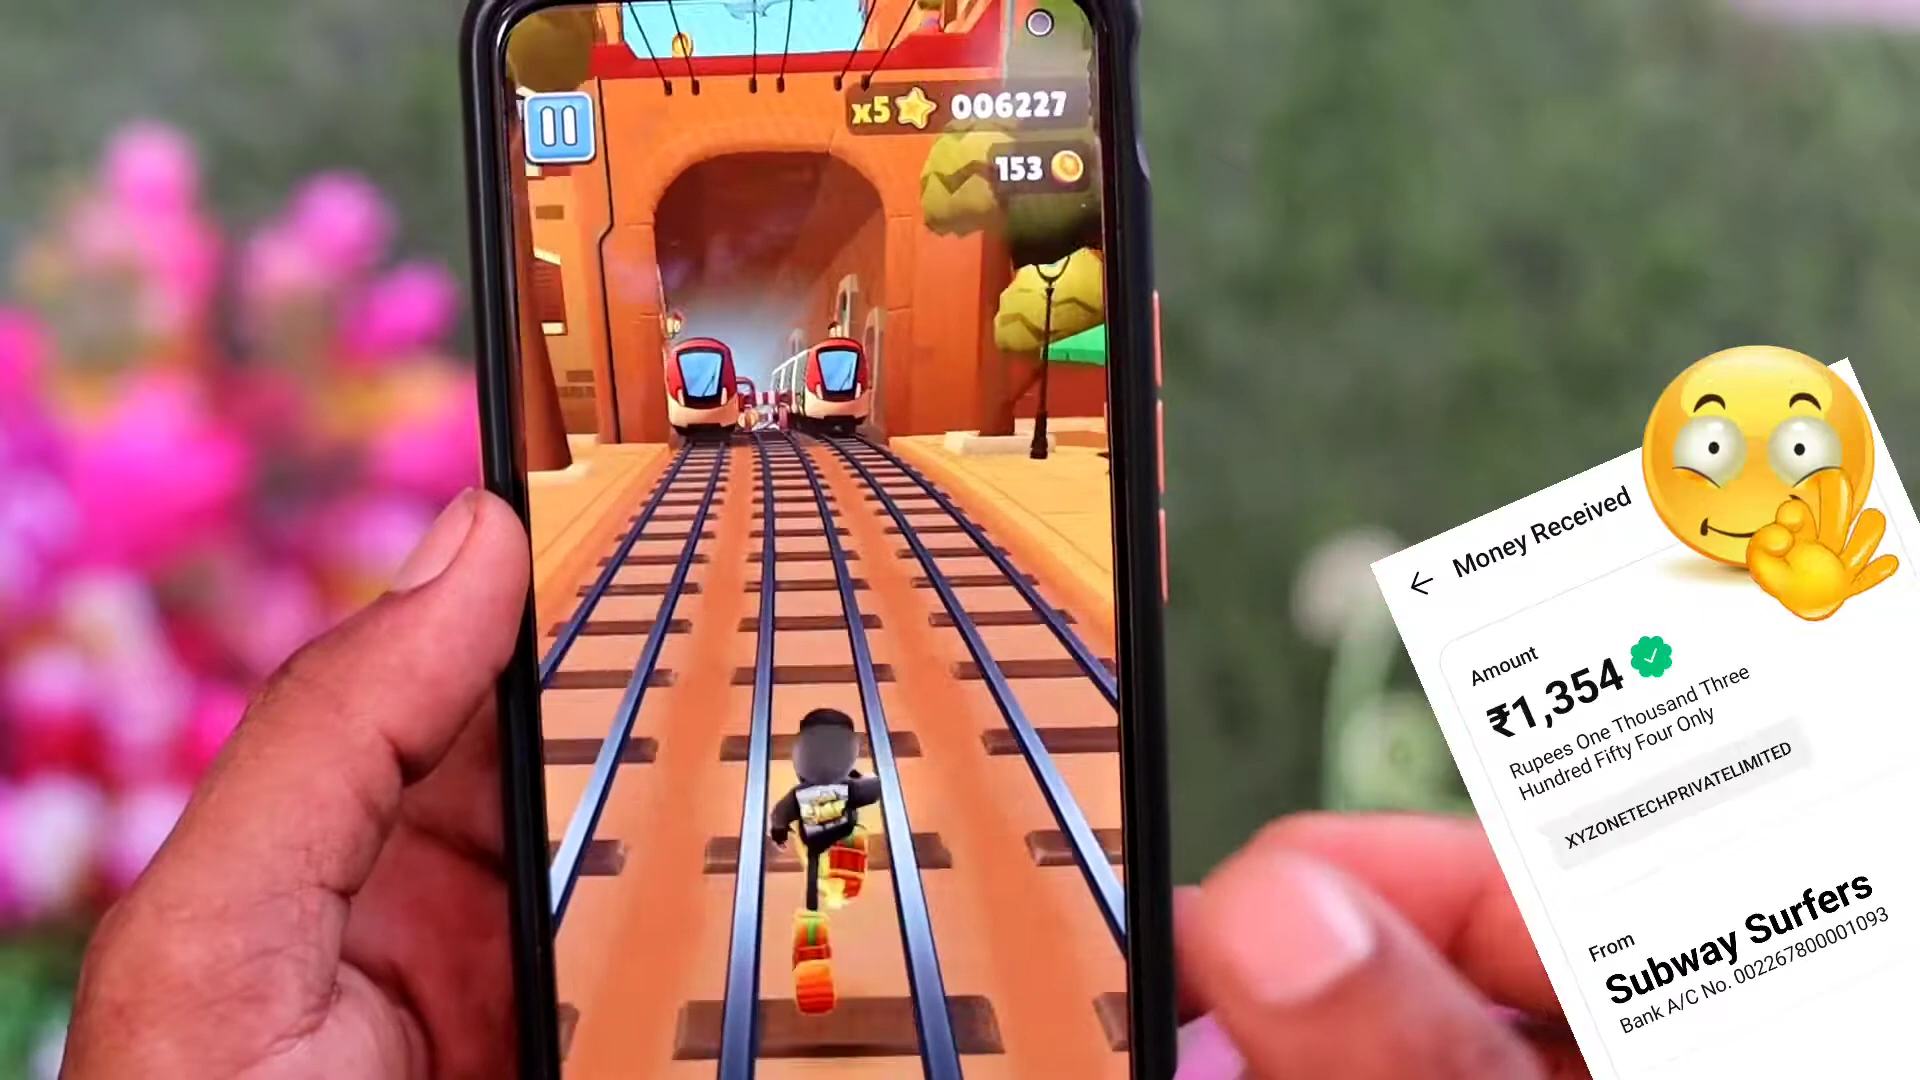 x5 006227
153
Money Received
Amount
₹1,354
Rupees One Thousand Three
Hundred Fifty Four Only
XYZONETECHPRIVATELIMITED
From
Subway Surfers
Bank A/C No. 002267800001093